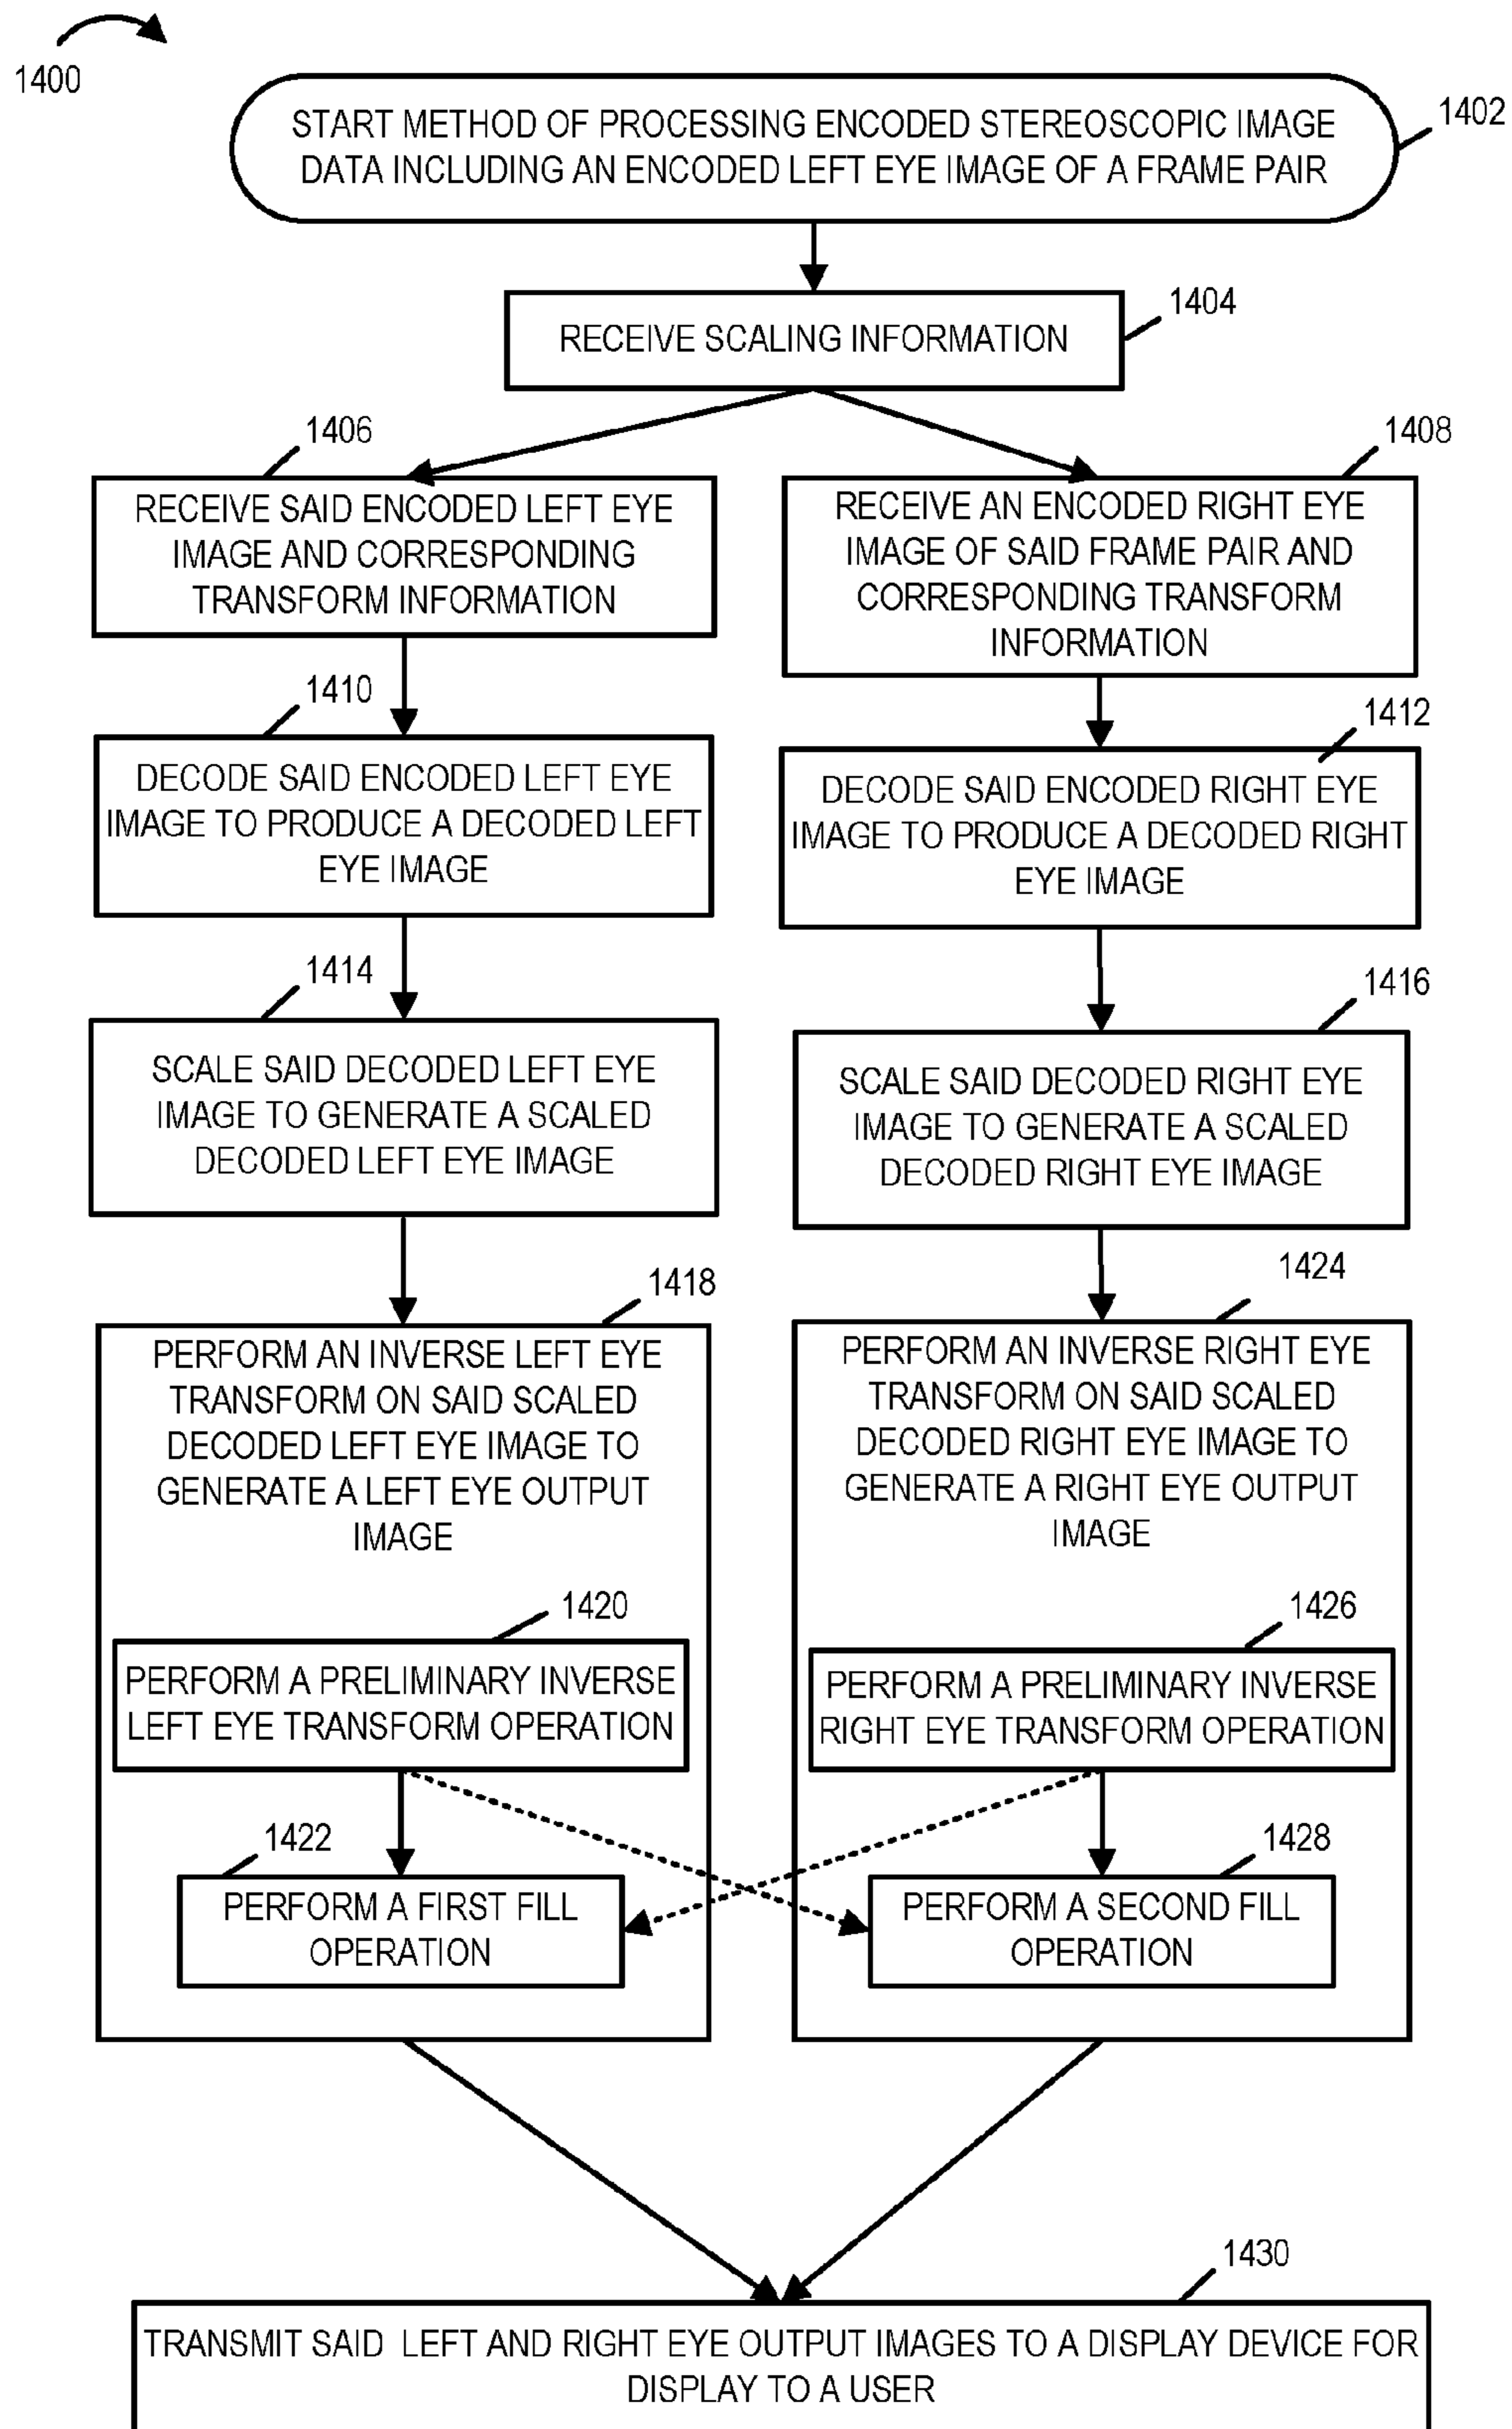 1400
START METHOD OF PROCESSING ENCODED STEREOSCOPIC IMAGE
DATA INCLUDING AN ENCODED LEFT EYE IMAGE OF A FRAME PAIR
1402
RECEIVE SCALING INFORMATION
1404
1406
RECEIVE SAID ENCODED LEFT EYE
IMAGE AND CORRESPONDING
TRANSFORM INFORMATION
1408
RECEIVE AN ENCODED RIGHT EYE
IMAGE OF SAID FRAME PAIR AND
CORRESPONDING TRANSFORM
INFORMATION
1410
DECODE SAID ENCODED LEFT EYE
IMAGE TO PRODUCE A DECODED LEFT
EYE IMAGE
1412
DECODE SAID ENCODED RIGHT EYE
IMAGE TO PRODUCE A DECODED RIGHT
EYE IMAGE
1414
SCALE SAID DECODED LEFT EYE
IMAGE TO GENERATE A SCALED
DECODED LEFT EYE IMAGE
1416
SCALE SAID DECODED RIGHT EYE
IMAGE TO GENERATE A SCALED
DECODED RIGHT EYE IMAGE
1418
PERFORM AN INVERSE LEFT EYE
TRANSFORM ON SAID SCALED
DECODED LEFT EYE IMAGE TO
GENERATE A LEFT EYE OUTPUT
IMAGE
1424
PERFORM AN INVERSE RIGHT EYE
TRANSFORM ON SAID SCALED
DECODED RIGHT EYE IMAGE TO
GENERATE A RIGHT EYE OUTPUT
IMAGE
1420
PERFORM A PRELIMINARY INVERSE
LEFT EYE TRANSFORM OPERATION
1426
PERFORM A PRELIMINARY INVERSE
RIGHT EYE TRANSFORM OPERATION
1422
PERFORM A FIRST FILL
OPERATION
1428
PERFORM A SECOND FILL
OPERATION
1430
TRANSMIT SAID LEFT AND RIGHT EYE OUTPUT IMAGES TO A DISPLAY DEVICE FOR
DISPLAY TO A USER